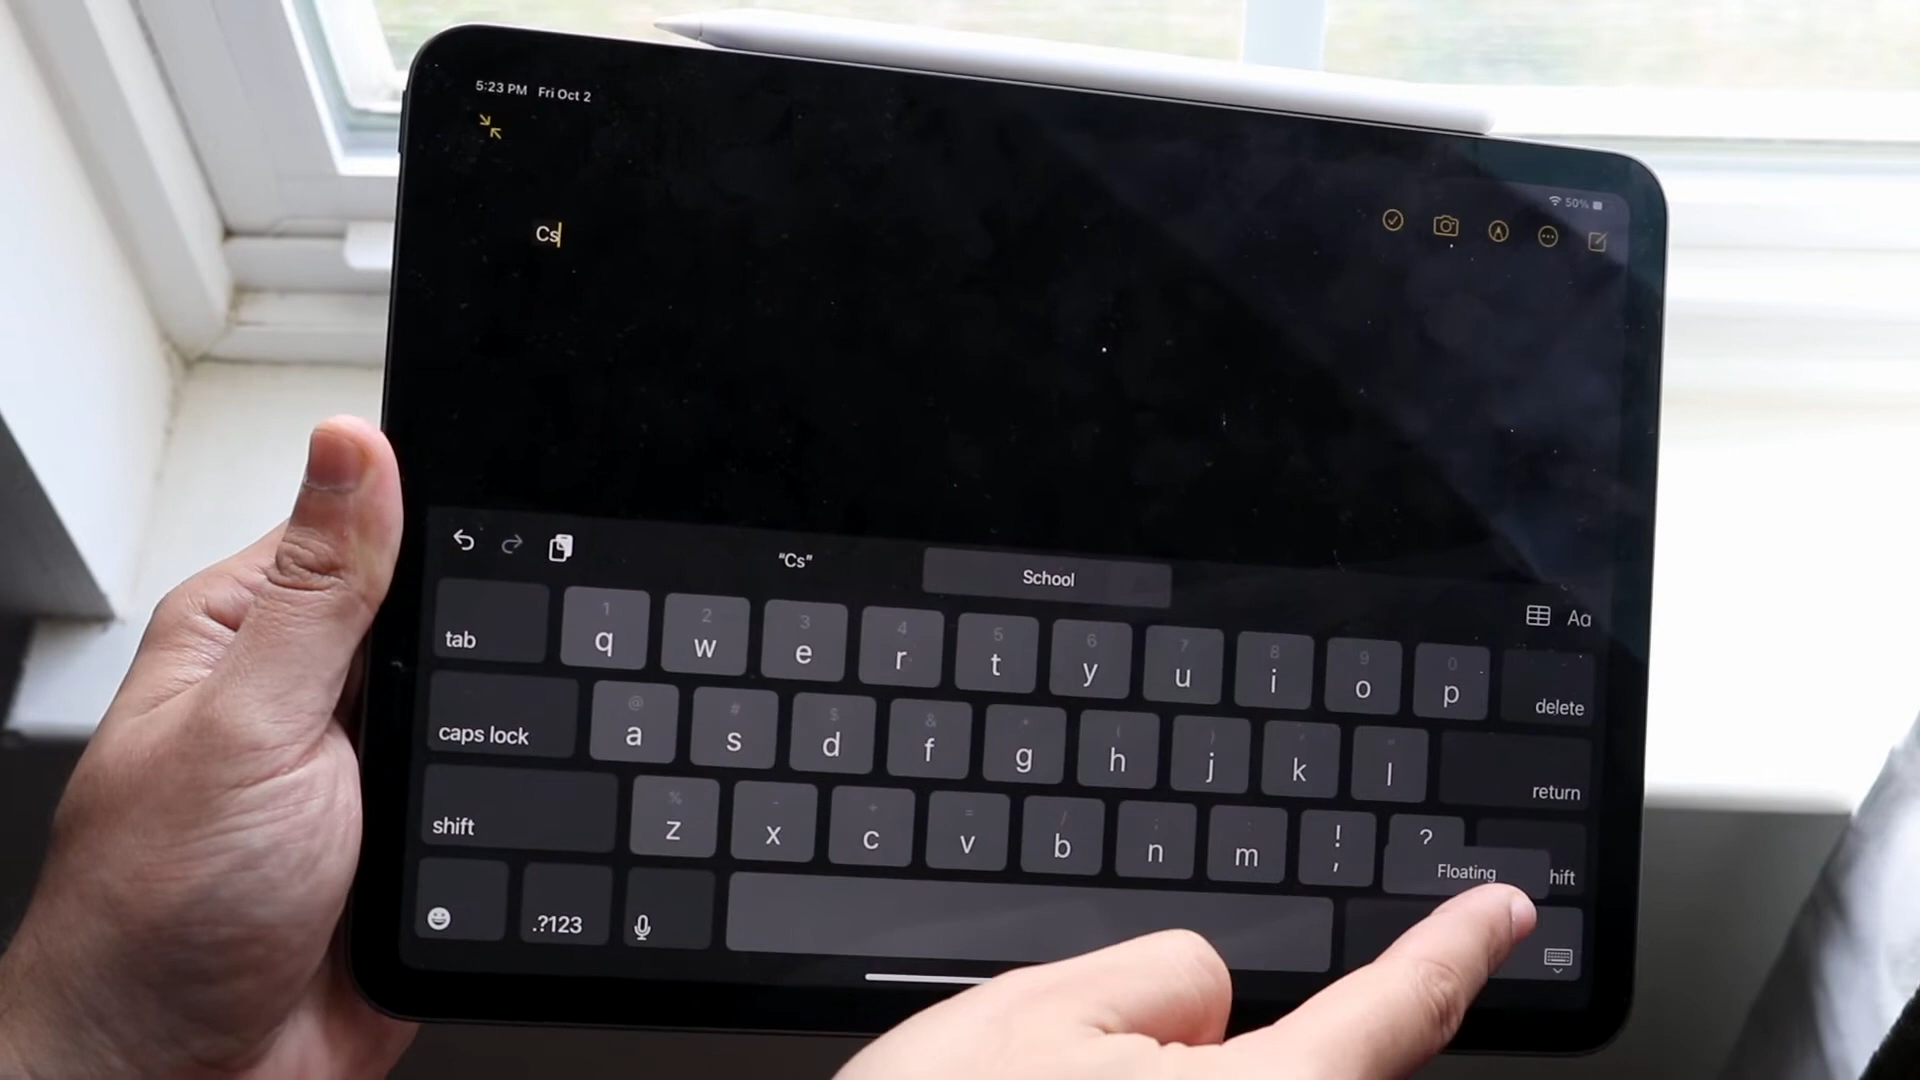 5:23 PM Fri Oct 2
50%
Cs
"Cs" School
Aa
1 2 3 4 5 6 7 8 9 0
tab q w e r t y u i o p delete
@ # $ & * ( ) ' "
caps lock a s d f g h j k l return
% - + = / ; :
shift z x c v b n m ! , ? hift
Floating
.?123